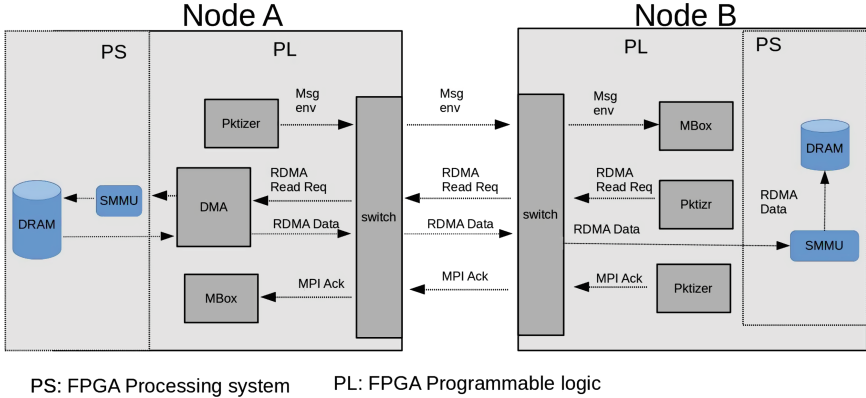 Node A
Node B
PS
PL
PL
PS
Msg
env
Msg
env
Msg
env
Pktizer
MBox
DRAM
RDMA
Read Req
RDMA
Read Req
RDMA
Read Req
SMMU
DMA
switch
switch
Pktizr
RDMA
Data
DRAM
RDMA Data
RDMA Data
RDMA Data
SMMU
MPI Ack
MPI Ack
MPI Ack
MBox
Pktizer
PS: FPGA Processing system
PL: FPGA Programmable logic